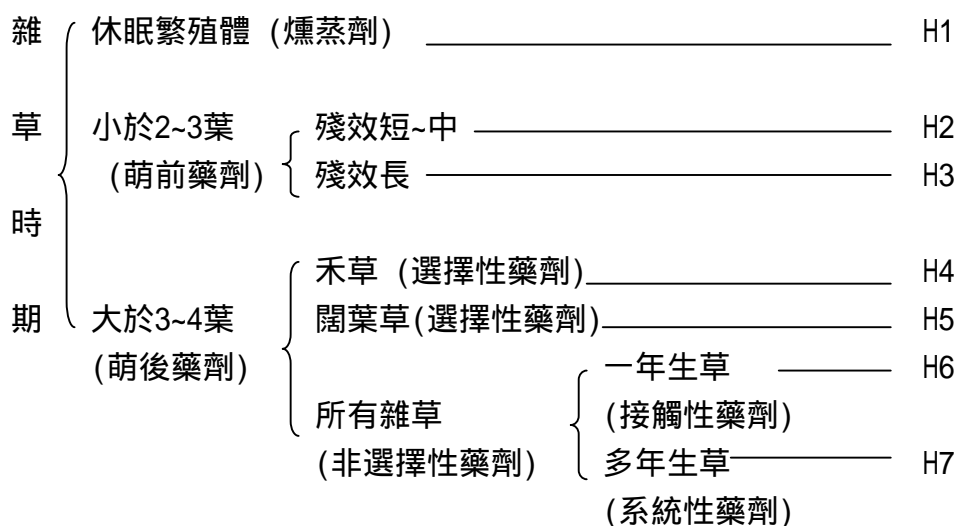 雜 休眠繁殖體 (燻蒸劑) H1
草 小於2~3葉 殘效短~中 H2
(萌前藥劑) 殘效長 H3
時
禾草 (選擇性藥劑) H4
期 大於3~4葉 闊葉草(選擇性藥劑) H5
(萌後藥劑) 一年生草 H6
所有雜草 (接觸性藥劑)
(非選擇性藥劑) 多年生草 H7
(系統性藥劑)